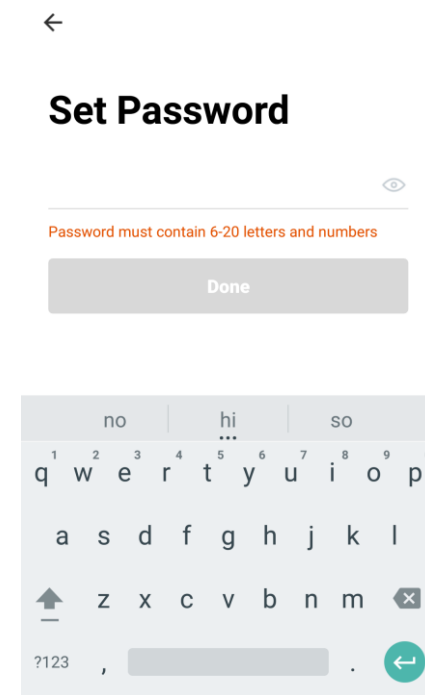 Set Password
Password must contain 6-20 letters and numbers
Done
no hi so
1 2 3 4 5 6 7 8 9
q w e r t y u i o p
a s d f g h j k l
z x c v b n m
?123 , .